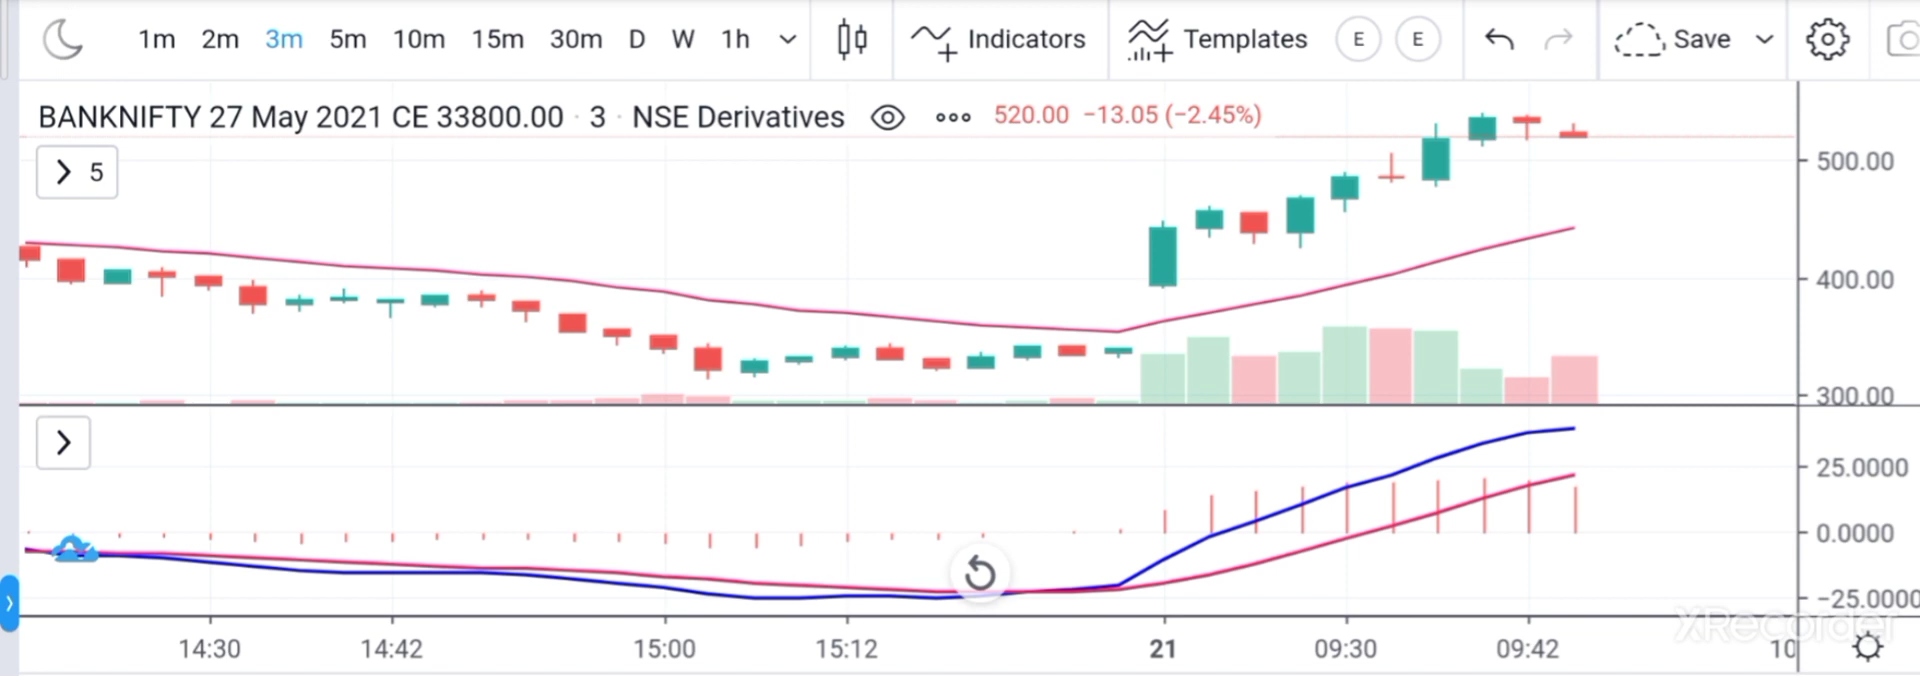 1m 2m 3m 5m 10m 15m 30m D W 1h Indicators Templates E E Save
BANKNIFTY 27 May 2021 CE 33800.00 · 3 · NSE Derivatives 520.00 −13.05 (−2.45%)
5
500.00
400.00
300.00
25.0000
0.0000
−25.0000
XRecorder
14:30 14:42 15:00 15:12 21 09:30 09:42 10